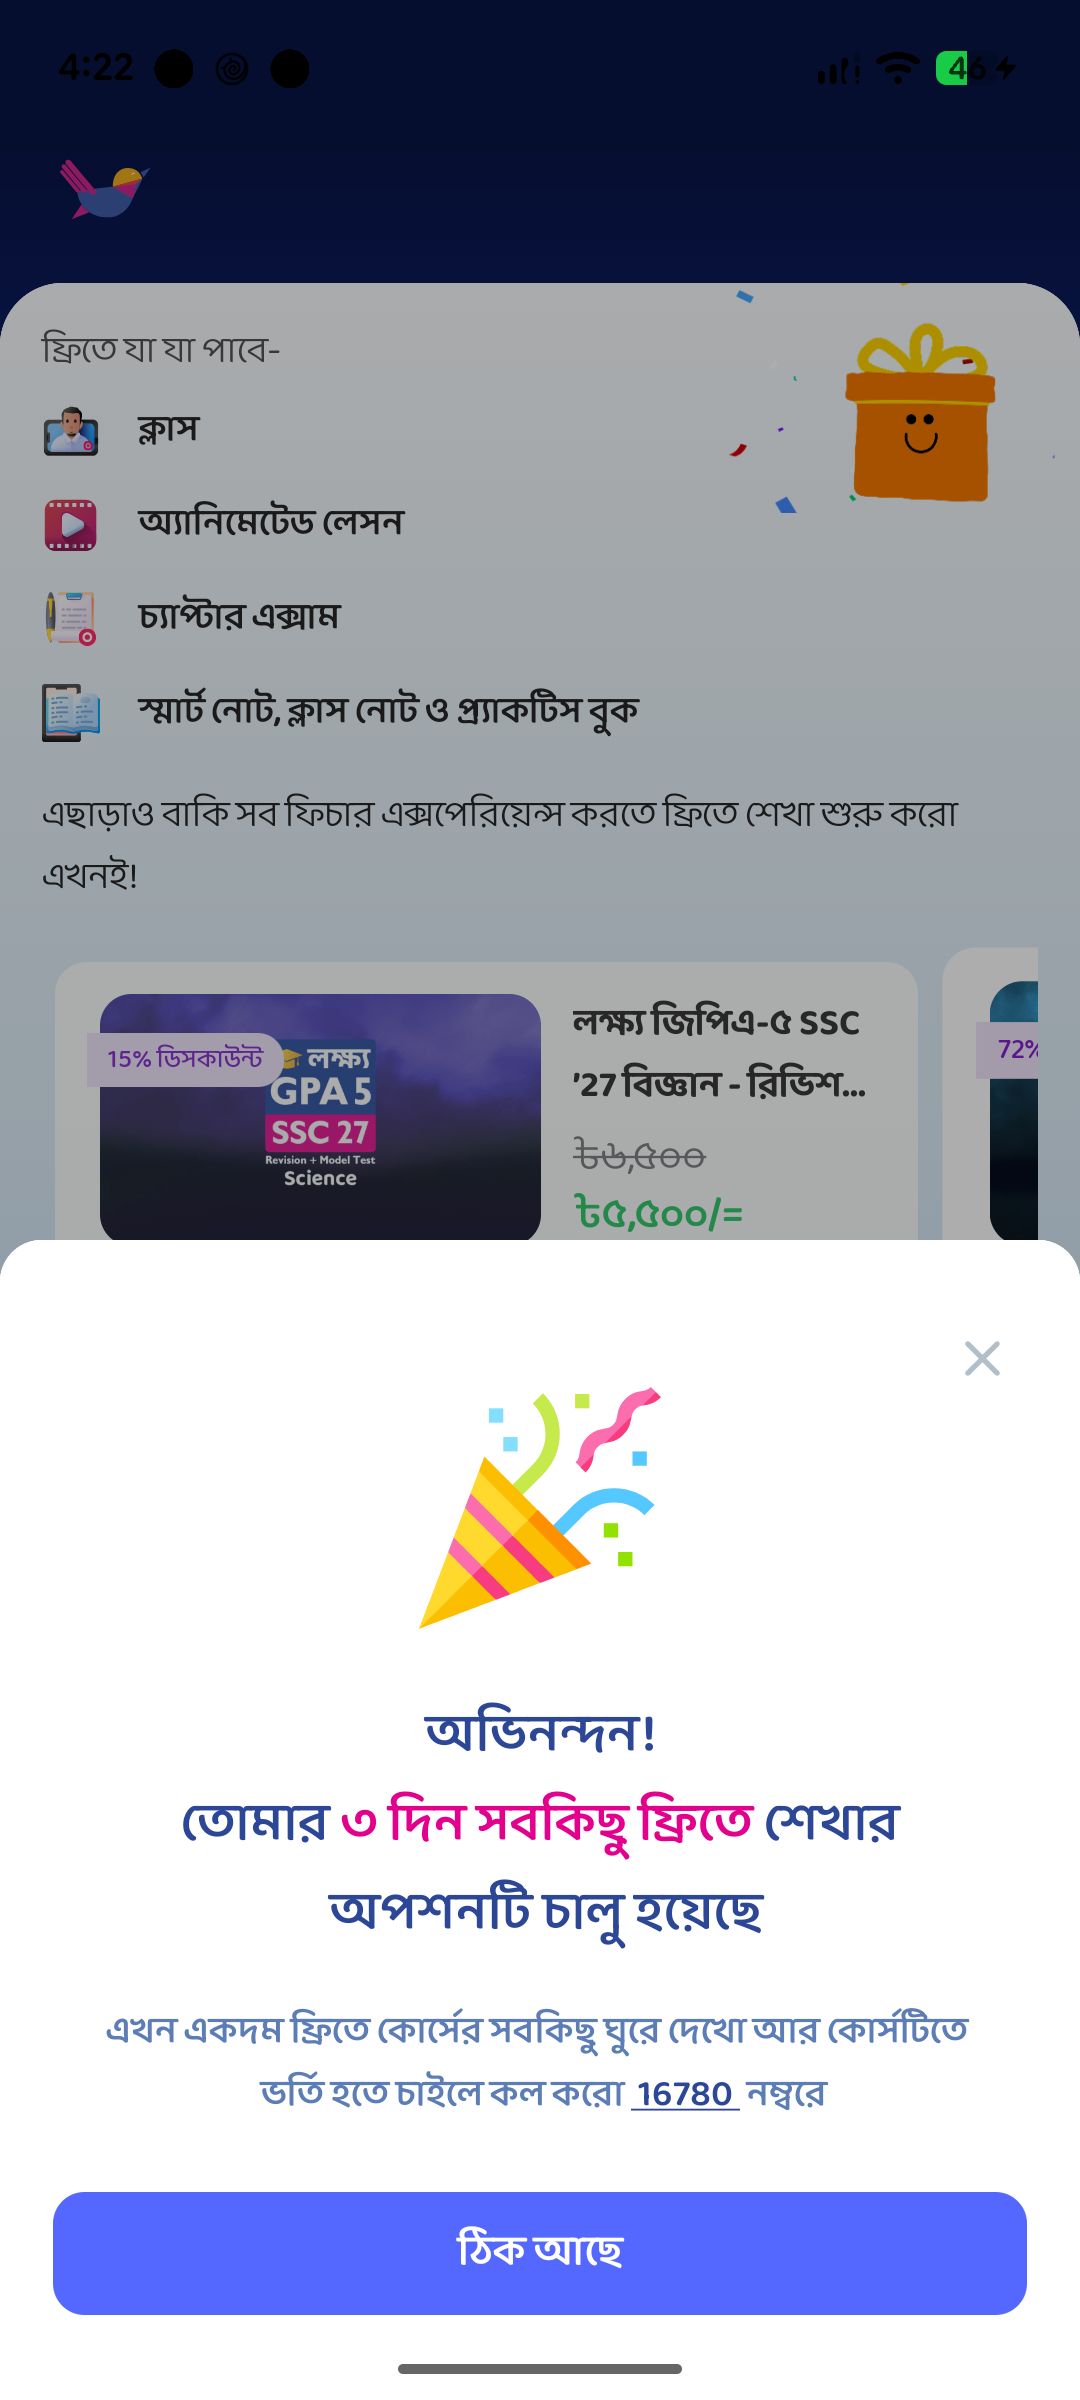 4:22
46
ফ্রিতে যা যা পাবে-
ক্লাস
অ্যানিমেটেড লেসন
চ্যাপ্টার এক্সাম
স্মার্ট নোট, ক্লাস নোট ও প্র্যাকটিস বুক
এছাড়াও বাকি সব ফিচার এক্সপেরিয়েন্স করতে ফ্রিতে শেখা শুরু করো
এখনই!
15% ডিসকাউন্ট
লক্ষ্য
GPA 5
SSC 27
Revision + Model Test
Science
লক্ষ্য জিপিএ-৫ SSC
'27 বিজ্ঞান - রিভিশ...
৳৬,৫০০
৳৫,৫০০/=
72%
অভিনন্দন!
তোমার ৩ দিন সবকিছু ফ্রিতে শেখার
অপশনটি চালু হয়েছে
এখন একদম ফ্রিতে কোর্সের সবকিছু ঘুরে দেখো আর কোর্সটিতে
ভর্তি হতে চাইলে কল করো 16780 নম্বরে
ঠিক আছে